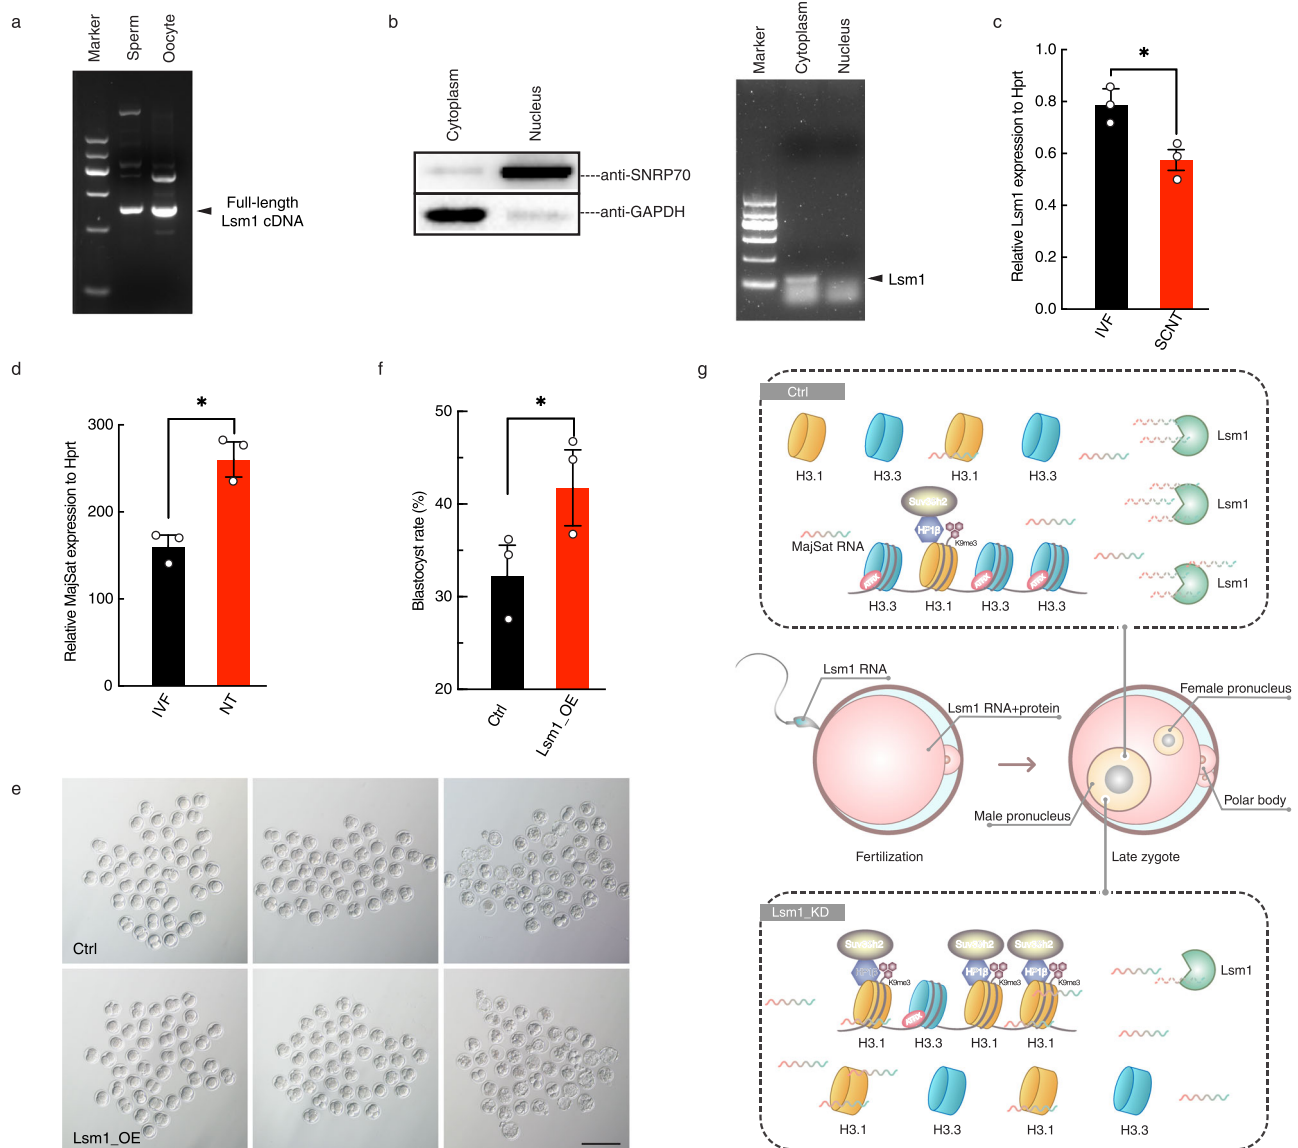 a
Marker
Sperm
Oocyte
Full-length
Lsm1 cDNA
b
Cytoplasm
Nucleus
anti-SNRP70
anti-GAPDH
Marker
Cytoplasm
Nucleus
Lsm1
c
Relative Lsm1 expression to Hprt
1.0
0.8
0.6
0.4
0.2
0.0
*
IVF
SCNT
d
Relative MajSat expression to Hprt
300
200
100
0
*
IVF
NT
f
Blastocyst rate (%)
50
40
30
20
*
Ctrl
Lsm1_OE
e
Ctrl
Lsm1_OE
g
Ctrl
H3.1
H3.3
H3.1
H3.3
Lsm1
Lsm1
Lsm1
Suv39h2
HP1β
K9me3
MajSat RNA
ATRX
ATRX
ATRX
H3.3
H3.1
H3.3
H3.3
Lsm1 RNA
Lsm1 RNA+protein
Female pronucleus
Male pronucleus
Polar body
Fertilization
Late zygote
Lsm1_KD
Suv39h2
Suv39h2
Suv39h2
HP1β
K9me3
HP1β
K9me3
HP1β
K9me3
ATRX
Lsm1
H3.1
H3.3
H3.1
H3.1
H3.1
H3.3
H3.1
H3.3